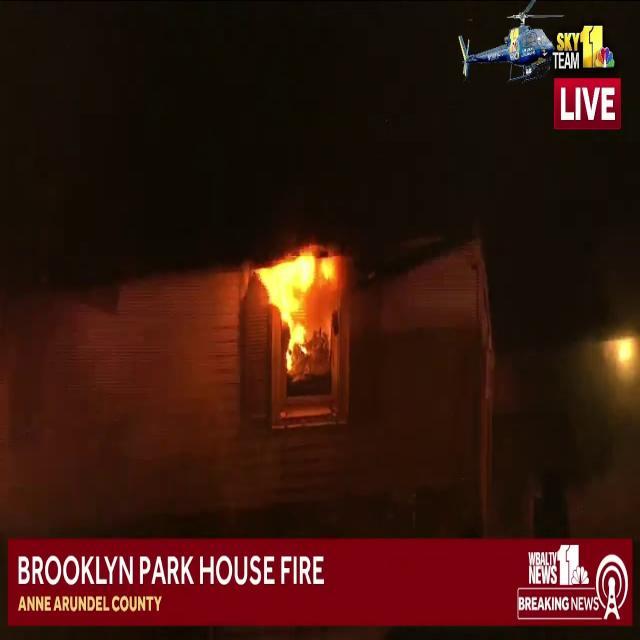 SKY
TEAM 11
LIVE
BROOKLYN PARK HOUSE FIRE
ANNE ARUNDEL COUNTY
WBALTV
NEWS 11
BREAKING NEWS